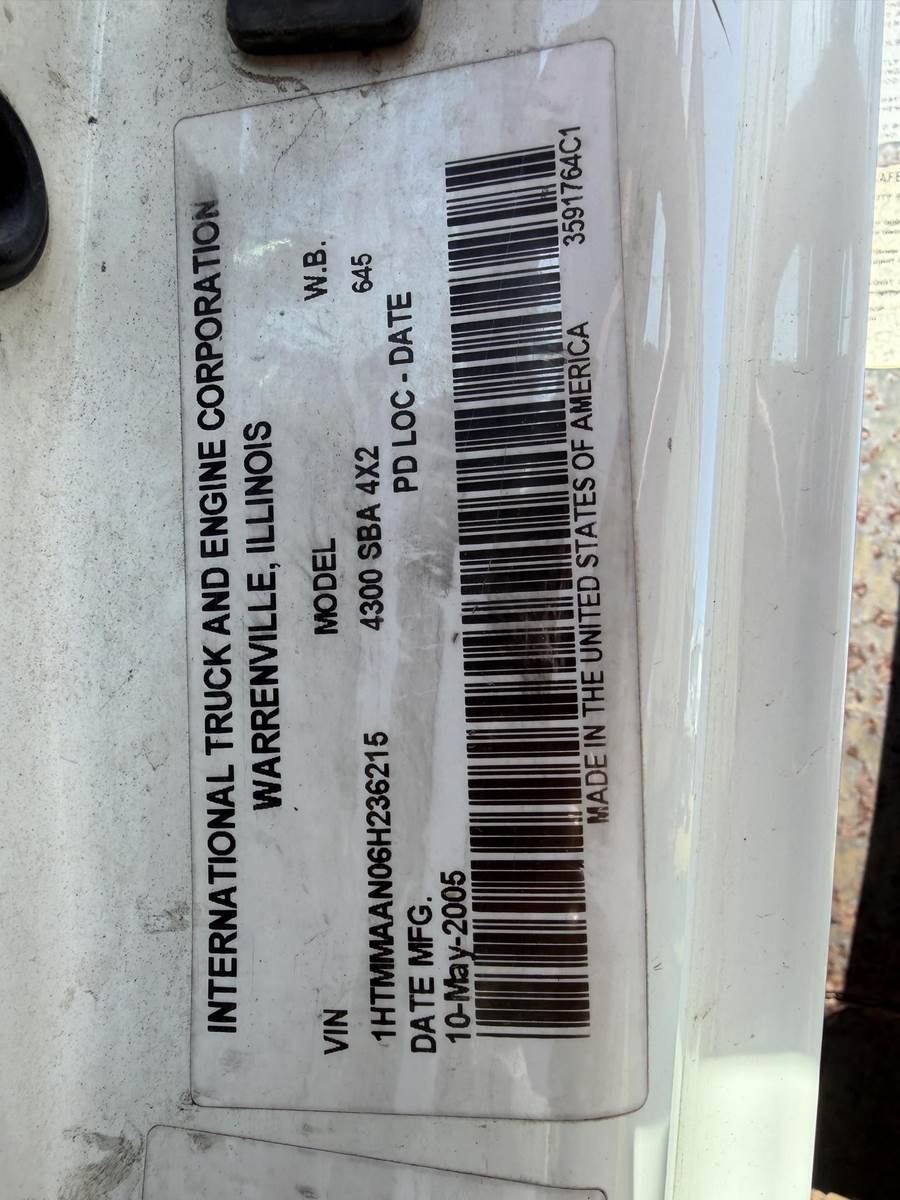 INTERNATIONAL TRUCK AND ENGINE CORPORATION
WARRENVILLE, ILLINOIS
VIN MODEL W.B.
1HTMMAAN06H236215 4300 SBA 4X2 645
DATE MFG. PD LOC - DATE
10-May-2005
MADE IN THE UNITED STATES OF AMERICA 3591764C1